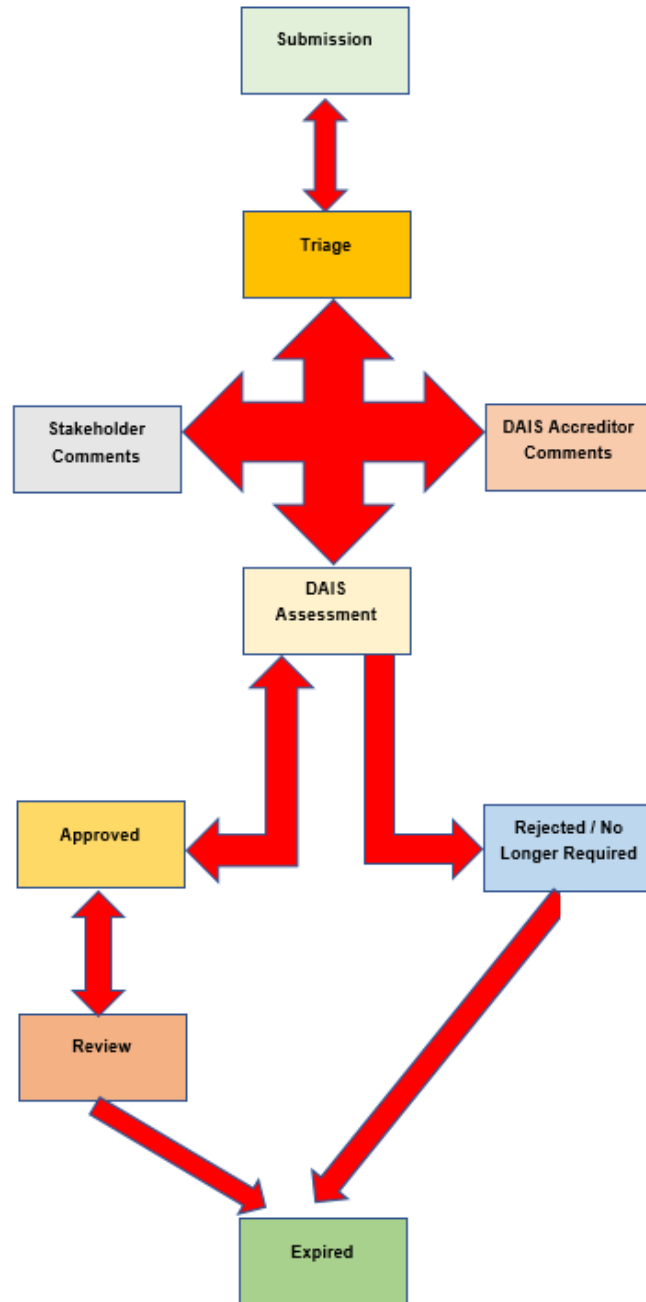 Submission
Triage
Stakeholder
Comments
DAIS Accreditor
Comments
DAIS
Assessment
Approved
Rejected / No
Longer Required
Review
Expired